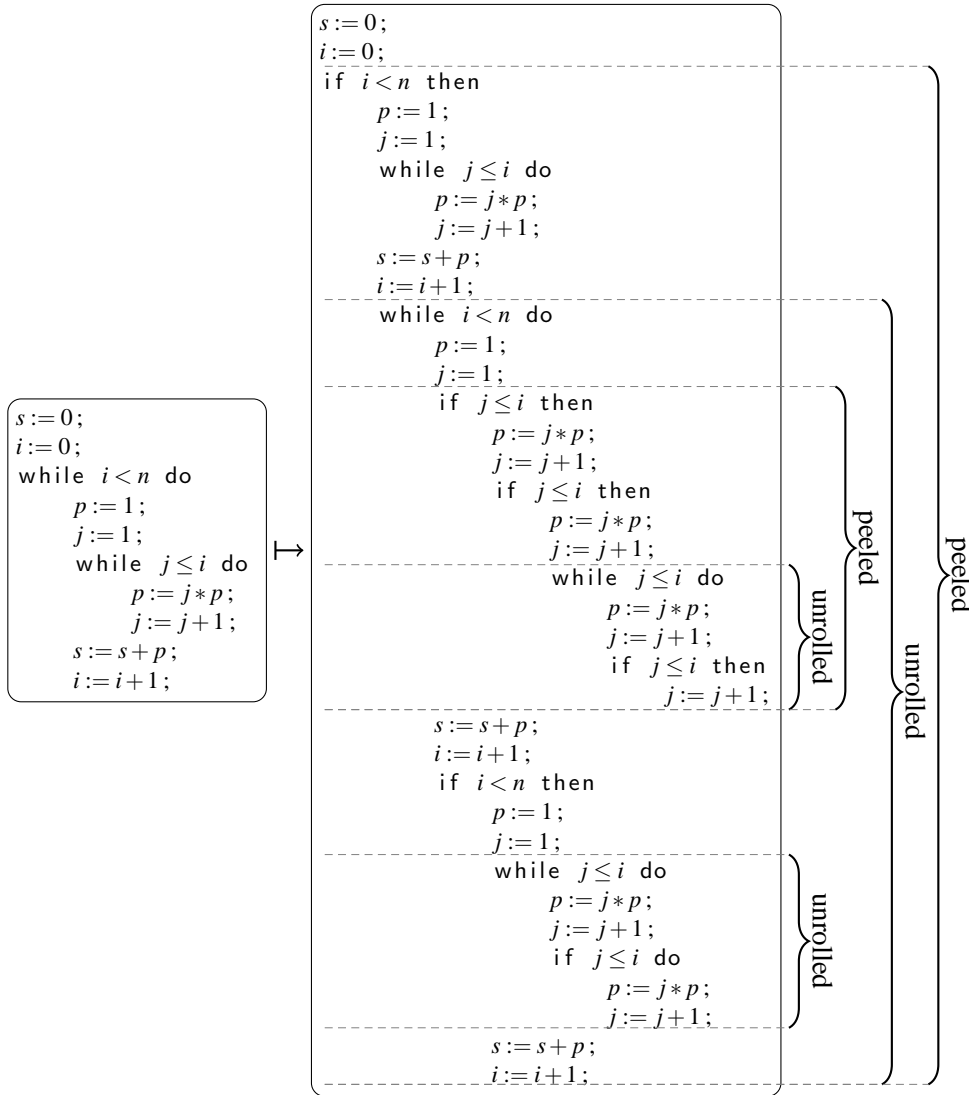 s := 0;
i := 0;
while i < n do
p := 1;
j := 1;
while j ≤ i do
p := j * p;
j := j + 1;
s := s + p;
i := i + 1;
↦
s := 0;
i := 0;
if i < n then
p := 1;
j := 1;
while j ≤ i do
p := j * p;
j := j + 1;
s := s + p;
i := i + 1;
while i < n do
p := 1;
j := 1;
if j ≤ i then
p := j * p;
j := j + 1;
if j ≤ i then
p := j * p;
j := j + 1;
while j ≤ i do
p := j * p;
j := j + 1;
if j ≤ i then
j := j + 1;
s := s + p;
i := i + 1;
if i < n then
p := 1;
j := 1;
while j ≤ i do
p := j * p;
j := j + 1;
if j ≤ i do
p := j * p;
j := j + 1;
s := s + p;
i := i + 1;
unrolled
unrolled
peeled
unrolled
peeled